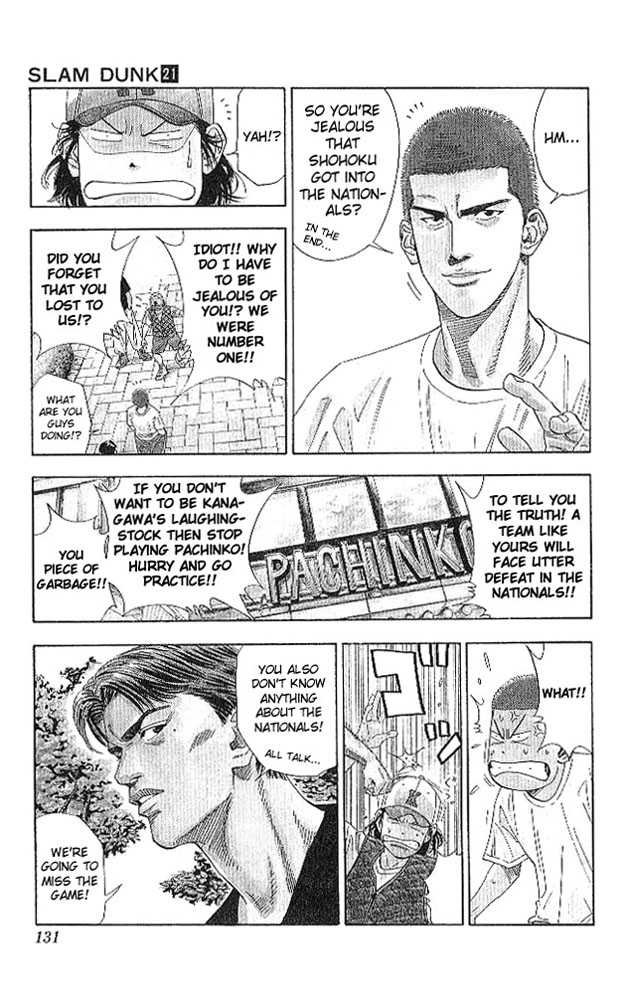 SLAM DUNK 21
HM...
SO YOU'RE
JEALOUS
THAT
SHOHOKU
GOT INTO
THE NATION-
ALS?
IN THE
END...
YAH!?
IDIOT!! WHY
DO I HAVE
TO BE
JEALOUS OF
YOU!? WE
WERE
NUMBER
ONE!!
DID YOU
FORGET
THAT YOU
LOST TO
US!?
WHAT
ARE YOU
GUYS
DOING!?
TO TELL YOU
THE TRUTH! A
TEAM LIKE
YOURS WILL
FACE UTTER
DEFEAT IN THE
NATIONALS!!
PACHINKO
IF YOU DON'T
WANT TO BE KANA-
GAWA'S LAUGHING-
STOCK THEN STOP
PLAYING PACHINKO!
HURRY AND GO
PRACTICE!!
YOU
PIECE OF
GARBAGE!!
WHAT!!
ゴッ
YOU ALSO
DON'T KNOW
ANYTHING
ABOUT THE
NATIONALS!
ALL TALK...
WE'RE
GOING TO
MISS THE
GAME!
131